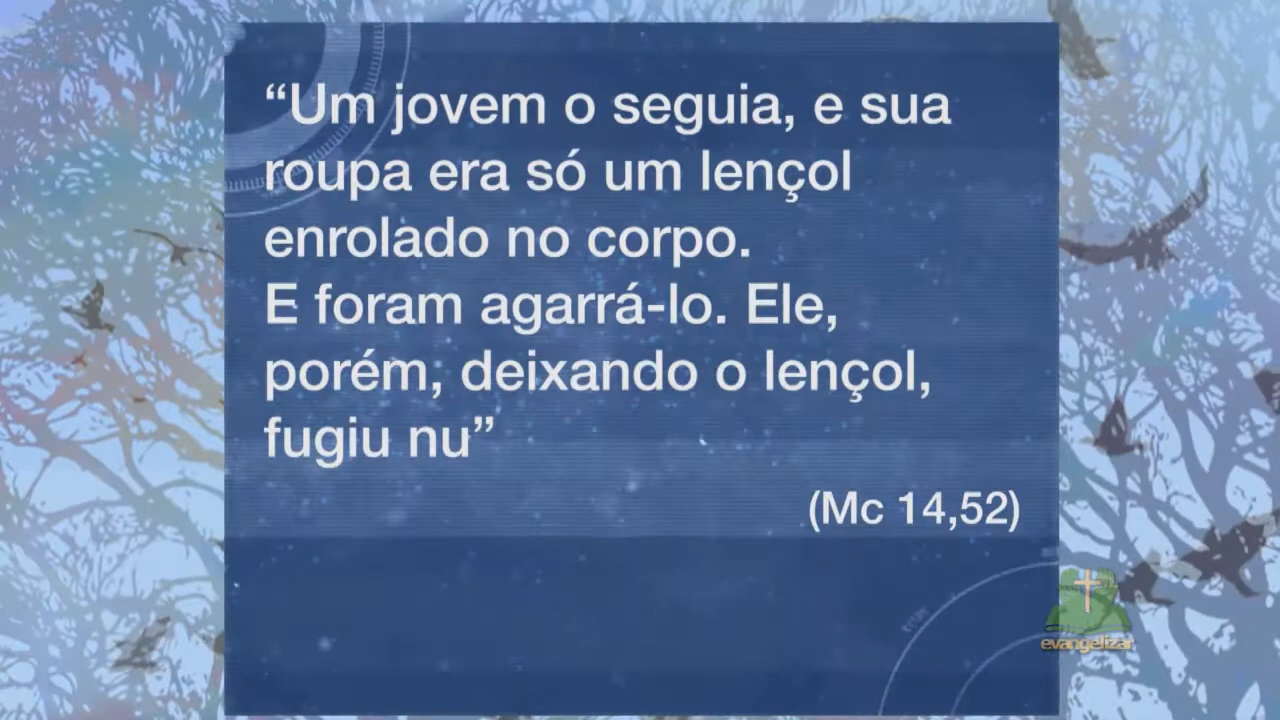 “Um jovem o seguia, e sua
roupa era só um lençol
enrolado no corpo.
E foram agarrá-lo. Ele,
porém, deixando o lençol,
fugiu nu”
(Mc 14,52)
evangelizar